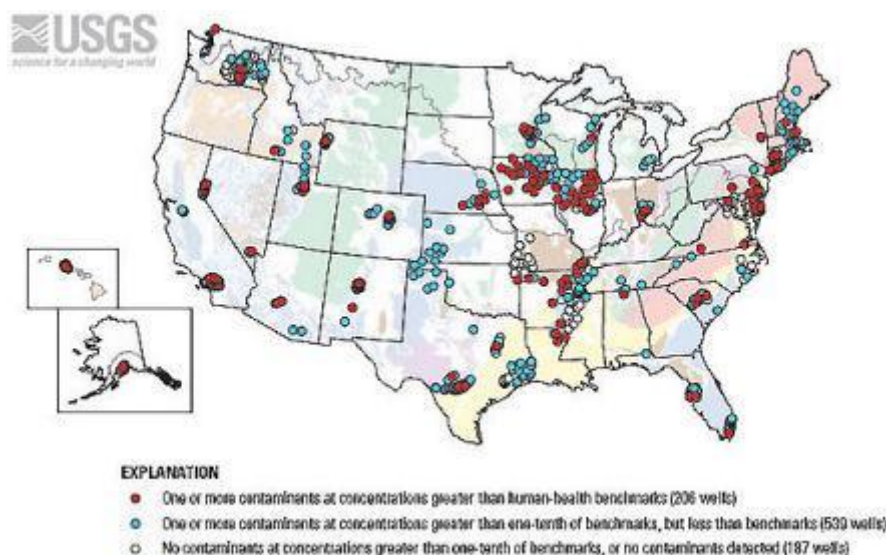 USGS
science for a changing world
EXPLANATION
One or more contaminants at concentrations greater than human-health benchmarks (206 wells)
One or more contaminants at concentrations greater than one-tenth of benchmarks, but less than benchmarks (539 wells)
No contaminants at concentrations greater than one-tenth of benchmarks, or no contaminants detected (187 wells)